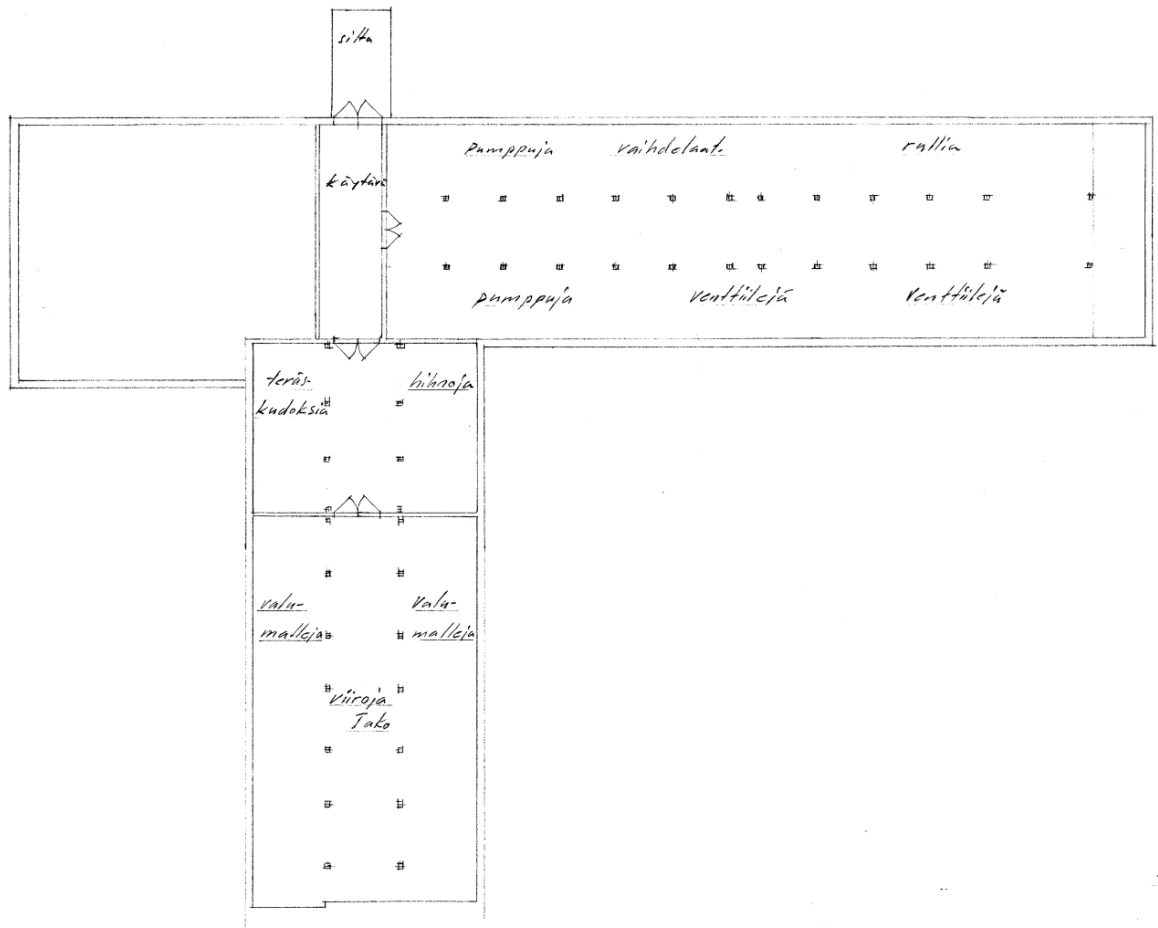 silta
pumppuja vaihdelaat. rullia
käytävä
pumppuja venttiilejä venttiilejä
teräs-
kudoksia
hihnoja
valu-
malleja
valu-
malleja
viiroja
Tako